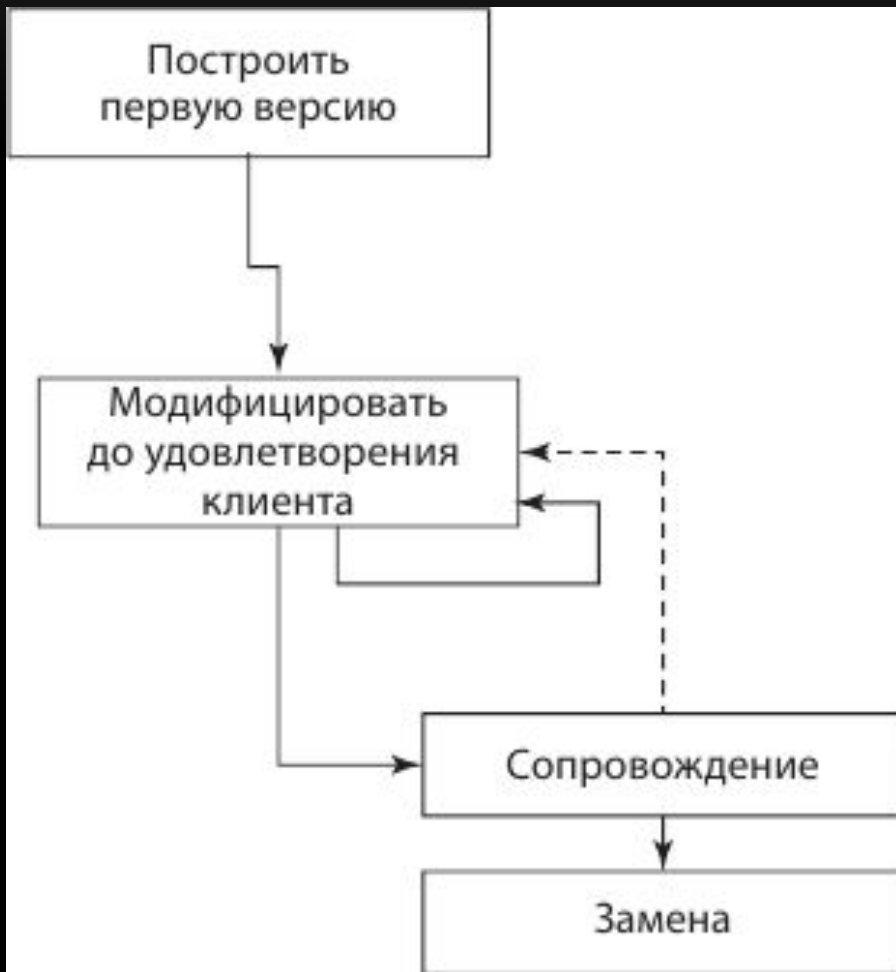 Построить
первую версию
Модифицировать
до удовлетворения
клиента
Сопровождение
Замена